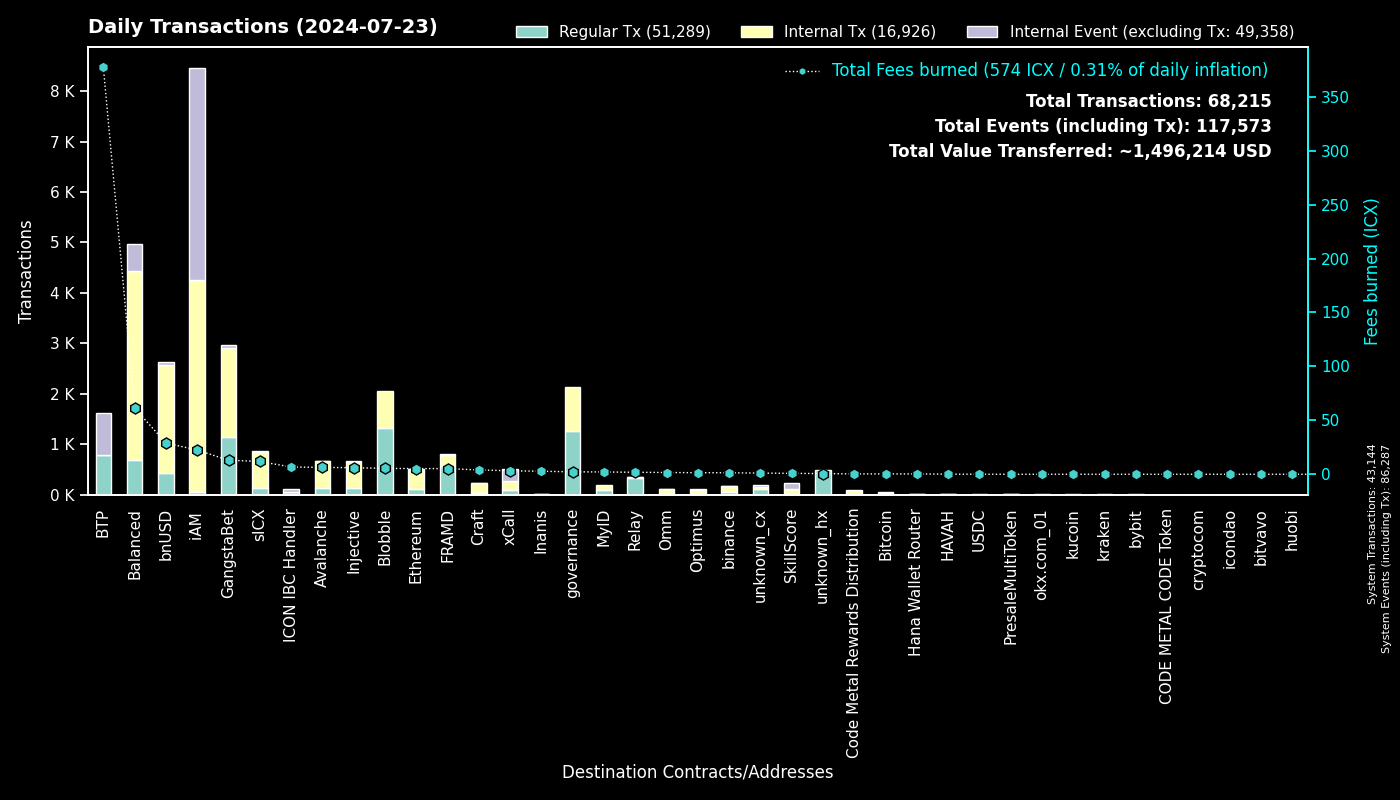 Daily Transactions (2024-07-23)
Regular Tx (51,289)
Internal Tx (16,926)
Internal Event (excluding Tx: 49,358)
Total Fees burned (574 ICX / 0.31% of daily inflation)
Total Transactions: 68,215
Total Events (including Tx): 117,573
Total Value Transferred: ~1,496,214 USD
Transactions
8 K
7 K
6 K
5 K
4 K
3 K
2 K
1 K
0 K
350
300
250
200
150
100
50
0
Fees burned (ICX)
BTP
Balanced
bnUSD
iAM
GangstaBet
sICX
ICON IBC Handler
Avalanche
Injective
Blobble
Ethereum
FRAMD
Craft
xCall
Inanis
governance
MyID
Relay
Omm
Optimus
binance
unknown_cx
SkillScore
unknown_hx
Code Metal Rewards Distribution
Bitcoin
Hana Wallet Router
HAVAH
USDC
PresaleMultiToken
okx.com_01
kucoin
kraken
bybit
CODE METAL CODE Token
cryptocom
icondao
bitvavo
huobi
Destination Contracts/Addresses
System Transactions: 43,144
System Events (including Tx): 86,287